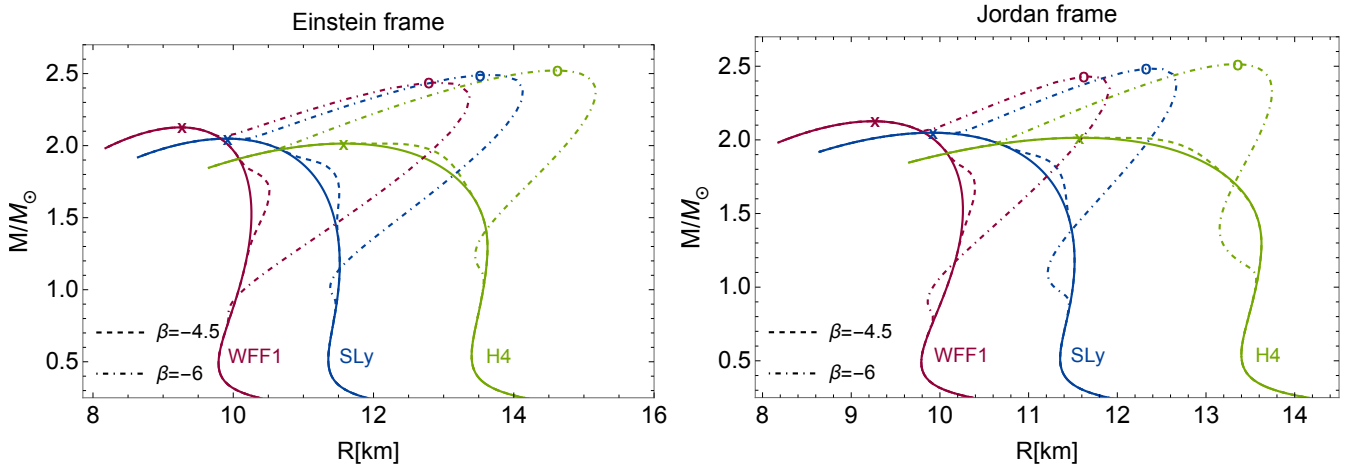 Einstein frame
2.5
2.0
1.5
1.0
0.5
M/M⊙
β=−4.5
β=−6
WFF1
SLy
H4
x
x
x
o
o
o
8
10
12
14
16
R[km]
Jordan frame
2.5
2.0
1.5
1.0
0.5
M/M⊙
β=−4.5
β=−6
WFF1
SLy
H4
x
x
x
o
o
o
8
9
10
11
12
13
14
R[km]